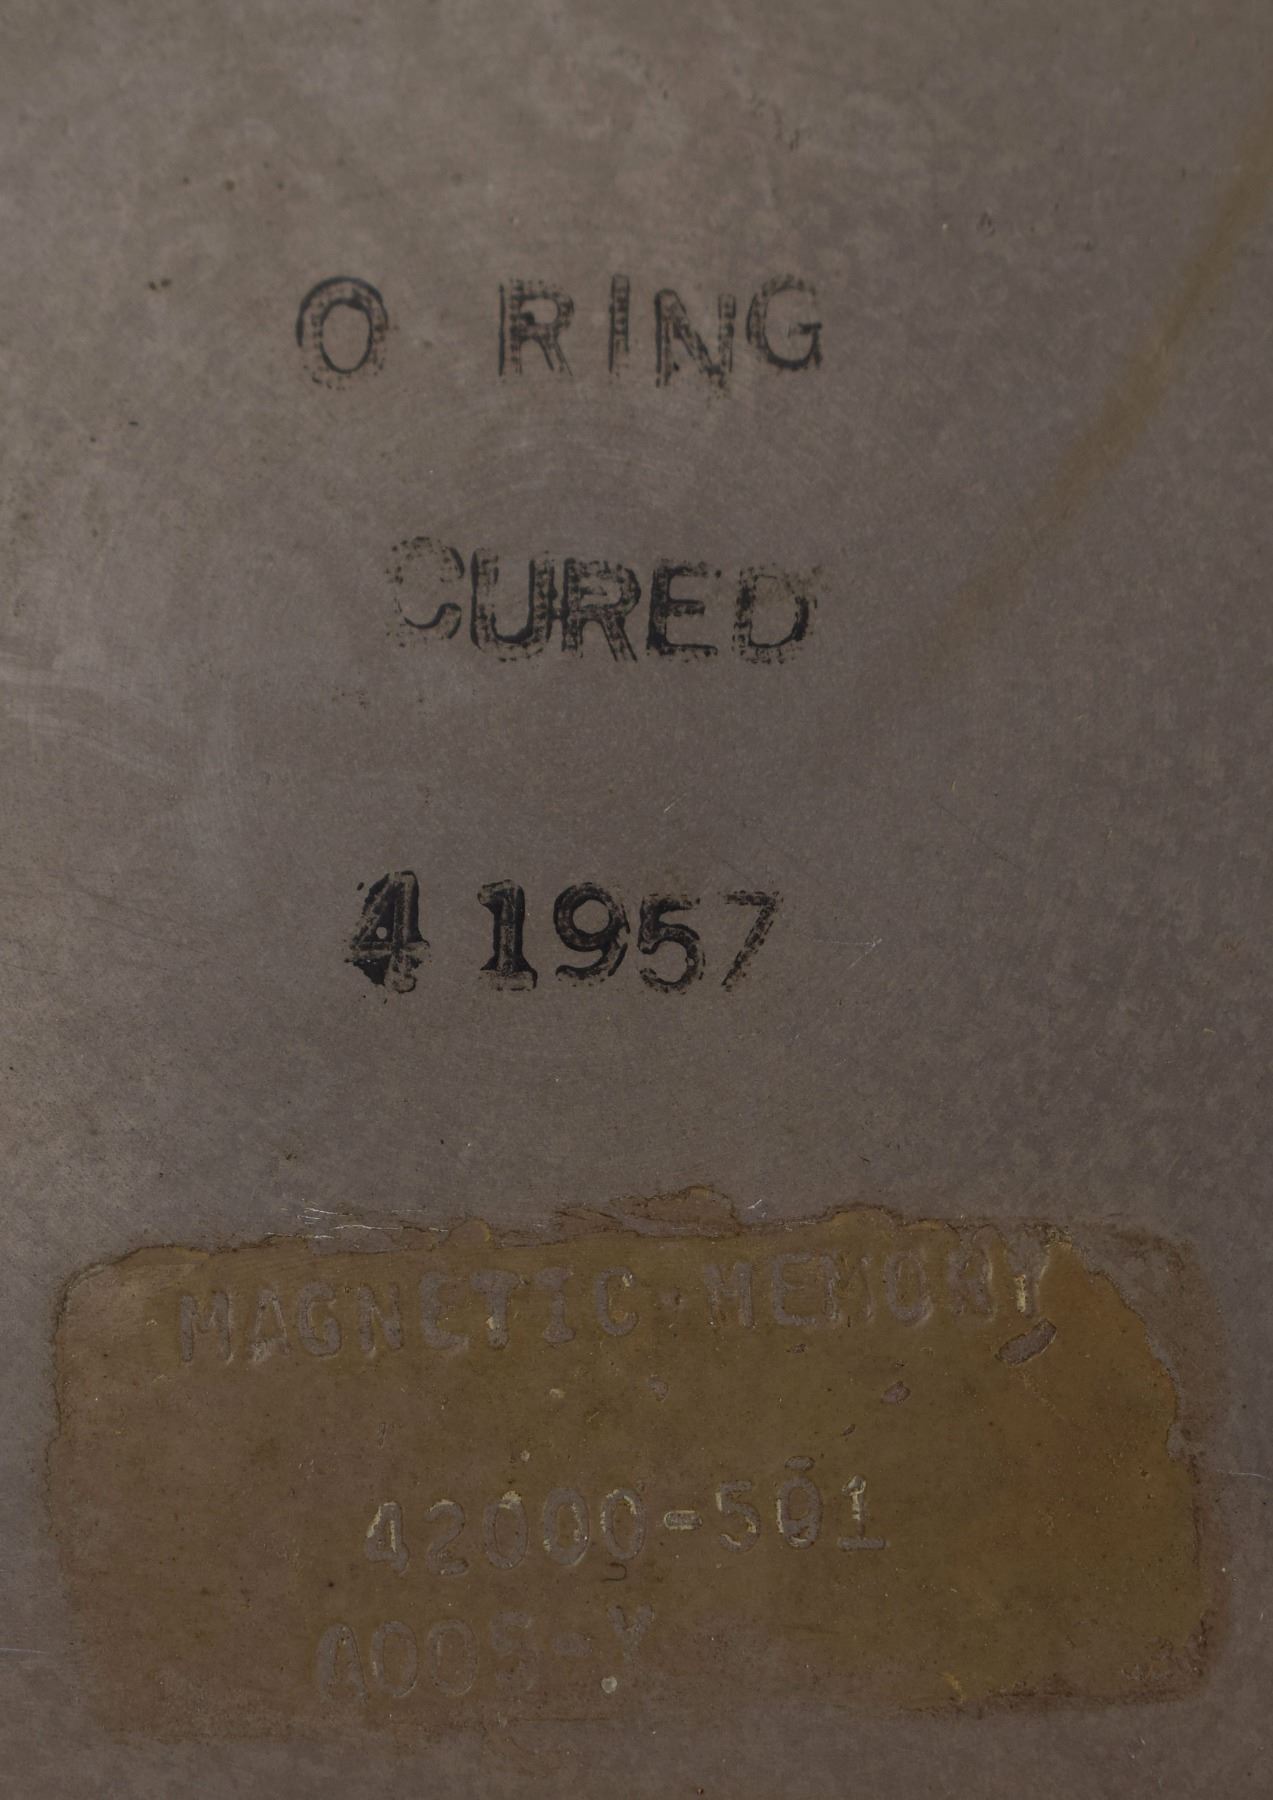 O RING
CURED
4 1957
MAGNETIC-MEMORY
42000-501